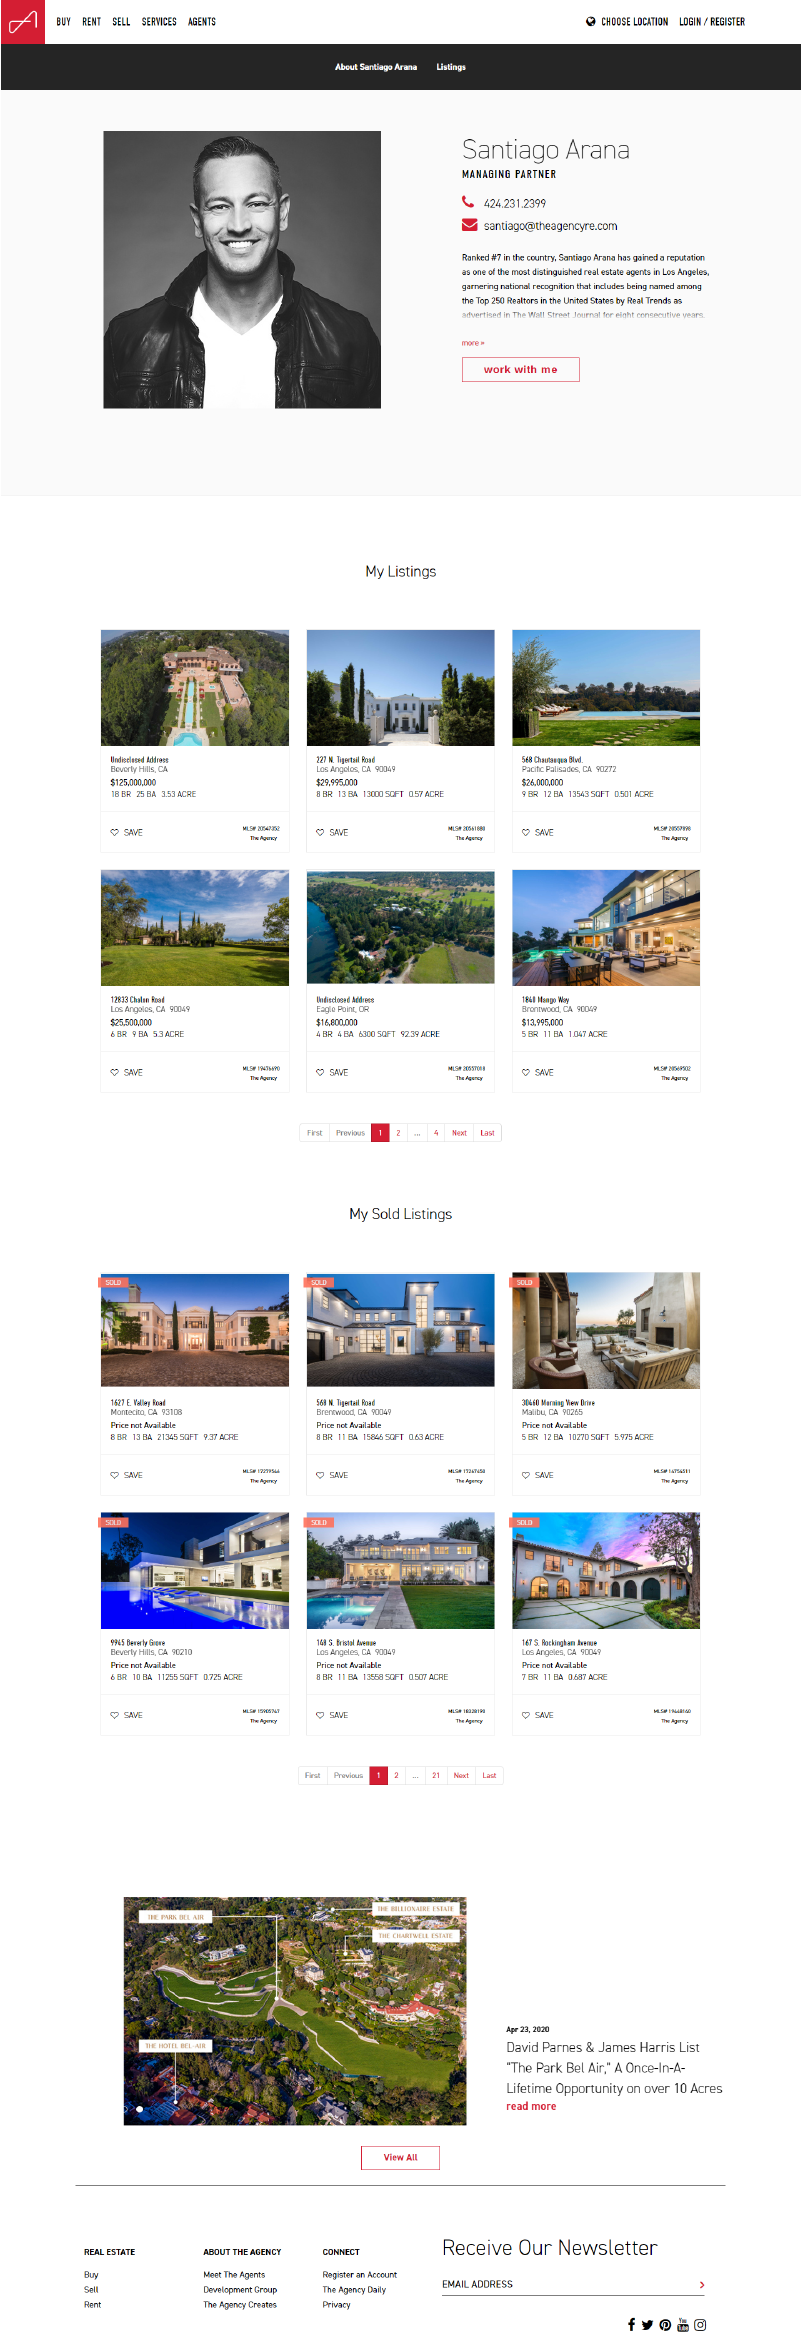 BUY RENT SELL SERVICES AGENTS CHOOSE LOCATION LOGIN / REGISTER
About Santiago Arana Listings
Santiago Arana
MANAGING PARTNER
424.231.2399
santiago@theagencyre.com
Ranked #7 in the country, Santiago Arana has gained a reputation
as one of the most distinguished real estate agents in Los Angeles,
garnering national recognition that includes being named among
the Top 250 Realtors in the United States by Real Trends as
advertised in The Wall Street Journal for eight consecutive years.
more »
work with me
My Listings
Undisclosed Address
Beverly Hills, CA
$125,000,000
18 BR 25 BA 3.53 ACRE
SAVE
MLS# 20547352
The Agency
227 N. Tigertail Road
Los Angeles, CA 90049
$29,995,000
8 BR 13 BA 13000 SQFT 0.57 ACRE
SAVE
MLS# 20561880
The Agency
568 Chautauqua Blvd.
Pacific Palisades, CA 90272
$26,000,000
9 BR 12 BA 13543 SQFT 0.501 ACRE
SAVE
MLS# 20557898
The Agency
12833 Chalon Road
Los Angeles, CA 90049
$25,500,000
6 BR 9 BA 5.3 ACRE
SAVE
MLS# 19476690
The Agency
Undisclosed Address
Eagle Point, OR
$16,800,000
4 BR 4 BA 6300 SQFT 92.39 ACRE
SAVE
MLS# 20557010
The Agency
1840 Mango Way
Brentwood, CA 90049
$13,995,000
5 BR 11 BA 1.047 ACRE
SAVE
MLS# 20569502
The Agency
First Previous 1 2 ... 4 Next Last
My Sold Listings
SOLD
1627 E. Valley Road
Montecito, CA 93108
Price not Available
8 BR 13 BA 21345 SQFT 9.37 ACRE
SAVE
MLS# 17279546
The Agency
SOLD
568 N. Tigertail Road
Brentwood, CA 90049
Price not Available
8 BR 11 BA 15846 SQFT 0.63 ACRE
SAVE
MLS# 17267450
The Agency
SOLD
30460 Morning View Drive
Malibu, CA 90265
Price not Available
5 BR 12 BA 10270 SQFT 5.975 ACRE
SAVE
MLS# 14754511
The Agency
SOLD
9945 Beverly Grove
Beverly Hills, CA 90210
Price not Available
6 BR 10 BA 11255 SQFT 0.725 ACRE
SAVE
MLS# 15905747
The Agency
SOLD
148 S. Bristol Avenue
Los Angeles, CA 90049
Price not Available
8 BR 11 BA 13558 SQFT 0.507 ACRE
SAVE
MLS# 18328190
The Agency
SOLD
167 S. Rockingham Avenue
Los Angeles, CA 90049
Price not Available
7 BR 11 BA 0.687 ACRE
SAVE
MLS# 19448160
The Agency
First Previous 1 2 ... 21 Next Last
THE BILLIONAIRE ESTATE
THE PARK BEL AIR
THE CHARTWELL ESTATE
THE HOTEL BEL-AIR
Apr 23, 2020
David Parnes & James Harris List
"The Park Bel Air," A Once-In-A-
Lifetime Opportunity on over 10 Acres
read more
View All
REAL ESTATE
Buy
Sell
Rent
ABOUT THE AGENCY
Meet The Agents
Development Group
The Agency Creates
CONNECT
Register an Account
The Agency Daily
Privacy
Receive Our Newsletter
EMAIL ADDRESS
You
Tube